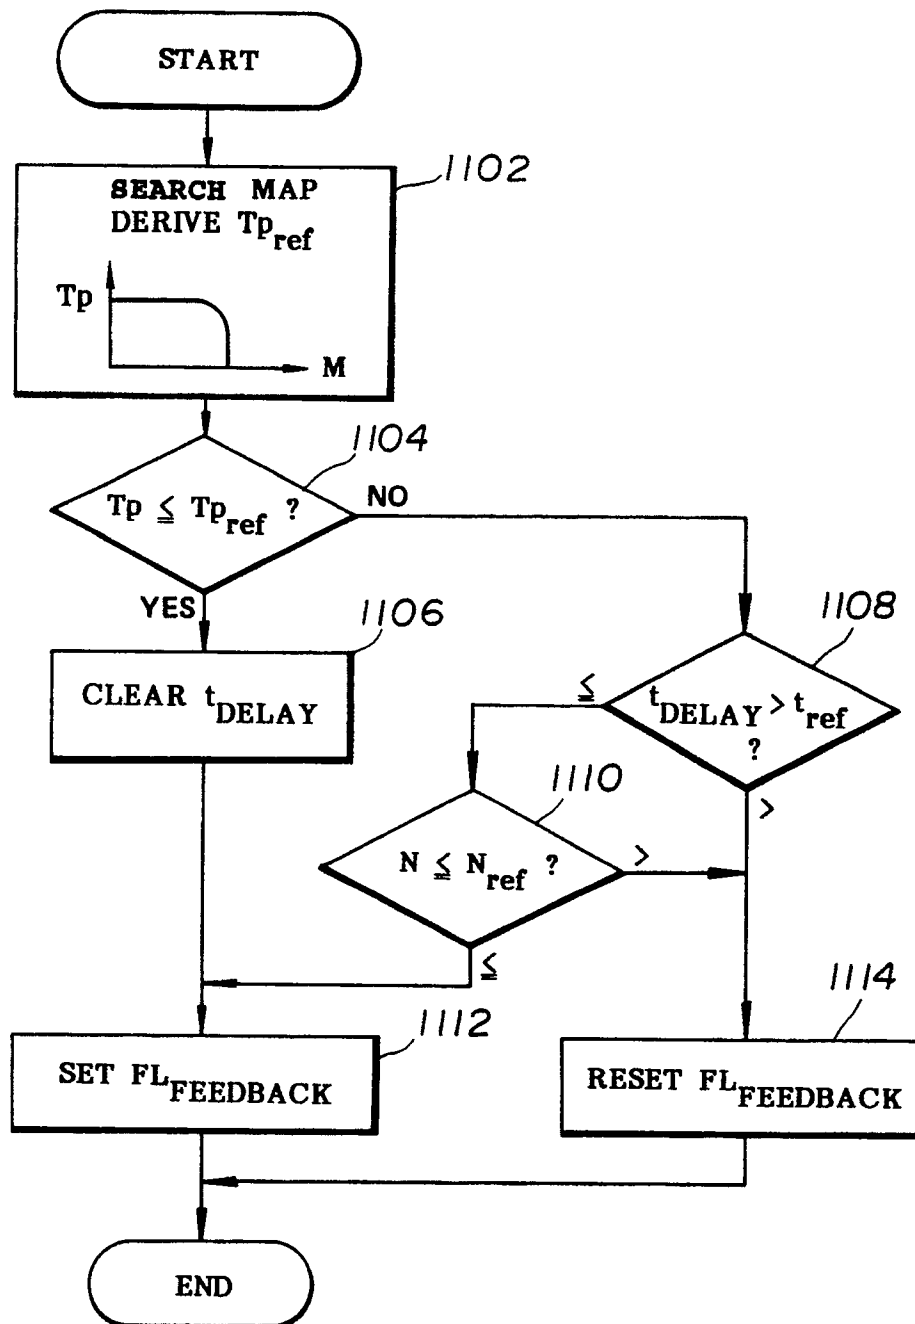 START
1102
SEARCH MAP
DERIVE Tp_ref
Tp
M
1104
Tp ≦ Tp_ref ?
NO
YES
1106
CLEAR t_DELAY
1108
t_DELAY > t_ref
?
≦
>
1110
N ≦ N_ref ?
>
≦
1112
SET FL_FEEDBACK
1114
RESET FL_FEEDBACK
END